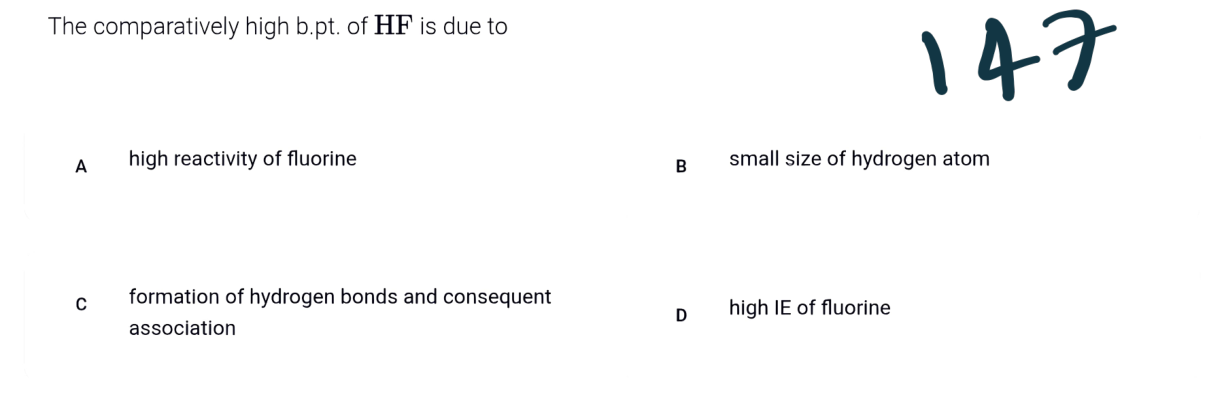 The comparatively high b.pt. of HF is due to
147
A high reactivity of fluorine
B small size of hydrogen atom
C formation of hydrogen bonds and consequent
association
D high IE of fluorine